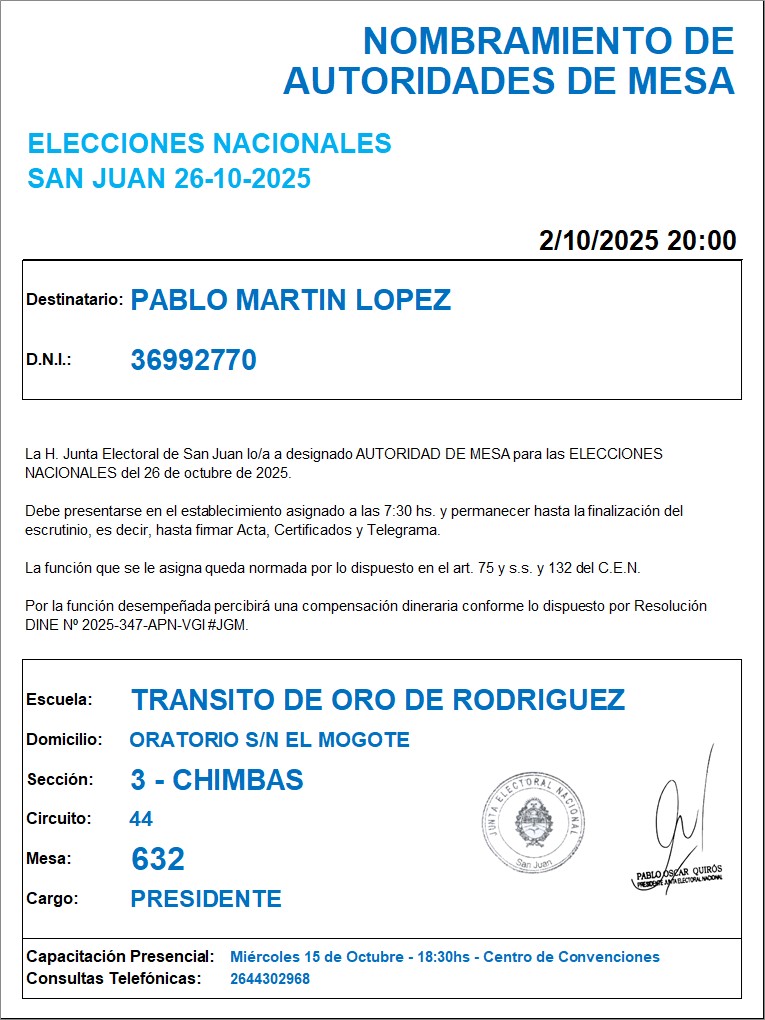 NOMBRAMIENTO DE
AUTORIDADES DE MESA
ELECCIONES NACIONALES
SAN JUAN 26-10-2025
2/10/2025 20:00
Destinatario: PABLO MARTIN LOPEZ
D.N.I.: 36992770
La H. Junta Electoral de San Juan lo/a a designado AUTORIDAD DE MESA para las ELECCIONES
NACIONALES del 26 de octubre de 2025.
Debe presentarse en el establecimiento asignado a las 7:30 hs. y permanecer hasta la finalización del
escrutinio, es decir, hasta firmar Acta, Certificados y Telegrama.
La función que se le asigna queda normada por lo dispuesto en el art. 75 y s.s. y 132 del C.E.N.
Por la función desempeñada percibirá una compensación dineraria conforme lo dispuesto por Resolución
DINE Nº 2025-347-APN-VGI#JGM.
Escuela: TRANSITO DE ORO DE RODRIGUEZ
Domicilio: ORATORIO S/N EL MOGOTE
Sección: 3 - CHIMBAS
Circuito: 44
Mesa: 632
Cargo: PRESIDENTE
JUNTA ELECTORAL NACIONAL
San Juan
PABLO OSCAR QUIRÓS
PRESIDENTE JUNTA ELECTORAL NACIONAL
Capacitación Presencial: Miércoles 15 de Octubre - 18:30hs - Centro de Convenciones
Consultas Telefónicas: 2644302968